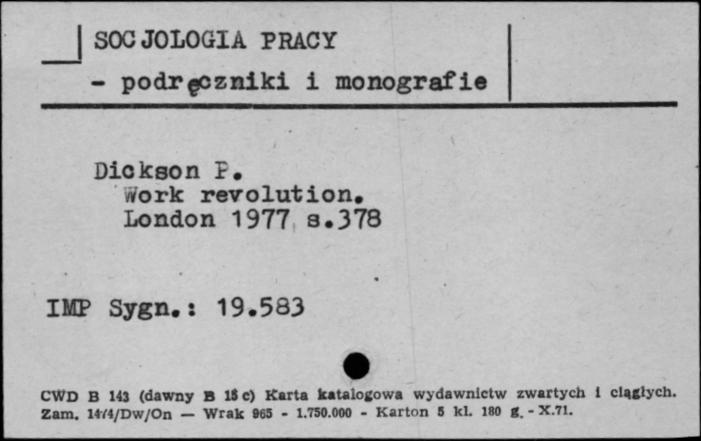 SOCJOLOGIA PRACY
- podręczniki i monografie
Dickson P.
Work revolution.
London 1977, s.378
IMP Sygn.: 19.583
CWD B 143 (dawny B 15 c) Karta katalogowa wydawnictw zwartych i ciągłych.
Zam. 1474/Dw/On — Wrak 965 - 1.750.000 - Karton 5 kl. 180 g. - X.71.